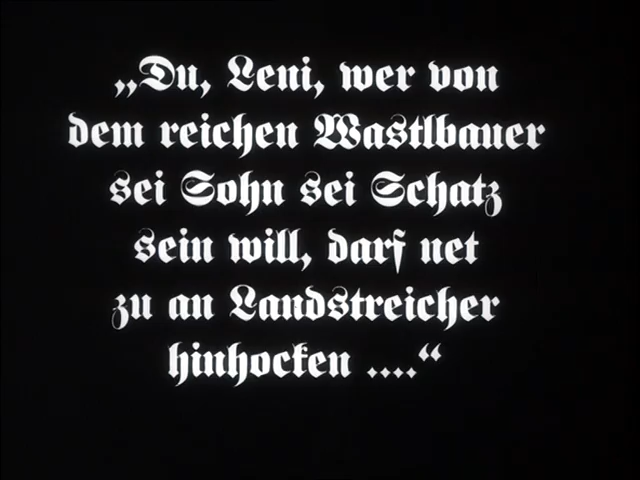 „Du, Leni, wer von
dem reichen Wastlbauer
sei Sohn sei Schatz
sein will, darf net
zu an Landstreicher
hinhocken ....“